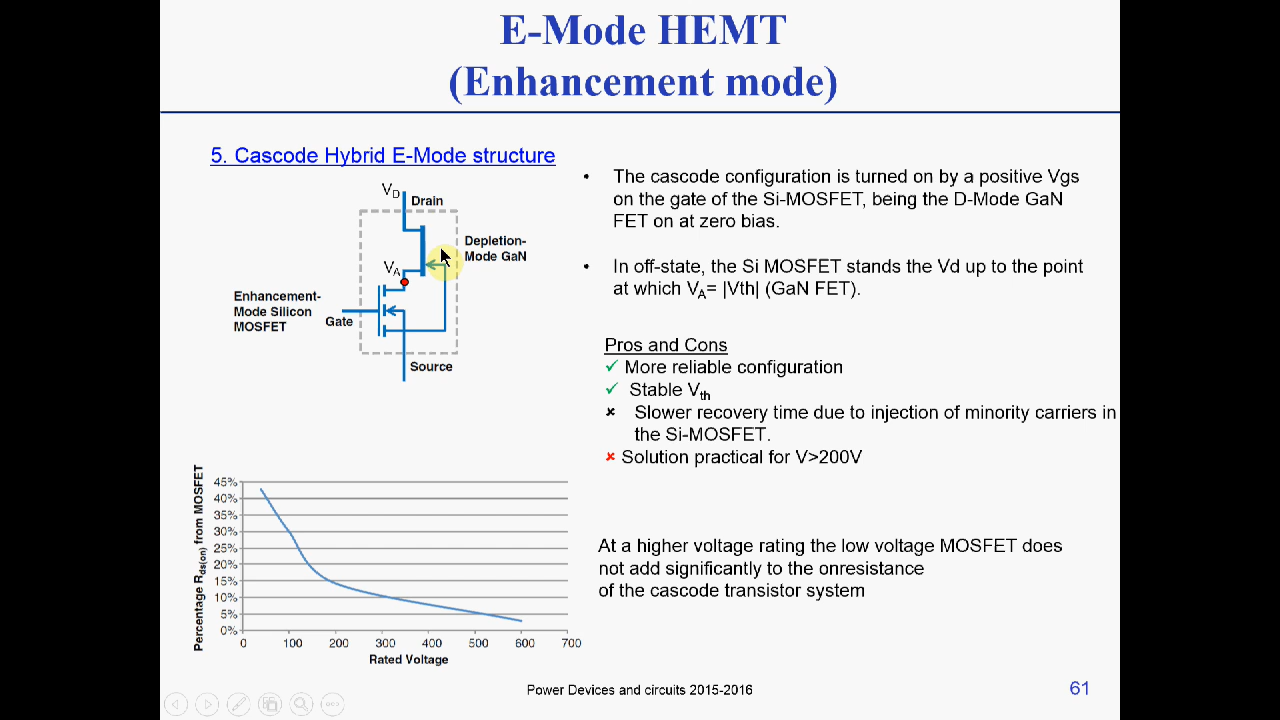 E-Mode HEMT
(Enhancement mode)
5. Cascode Hybrid E-Mode structure
VD
Drain
Depletion-
Mode GaN
VA
Enhancement-
Mode Silicon
MOSFET
Gate
Source
• The cascode configuration is turned on by a positive Vgs
on the gate of the Si-MOSFET, being the D-Mode GaN
FET on at zero bias.
• In off-state, the Si MOSFET stands the Vd up to the point
at which VA= |Vth| (GaN FET).
Pros and Cons
✓ More reliable configuration
✓ Stable Vth
✗ Slower recovery time due to injection of minority carriers in
the Si-MOSFET.
✗ Solution practical for V>200V
Percentage Rds(on) from MOSFET
45%
40%
35%
30%
25%
20%
15%
10%
5%
0%
0 100 200 300 400 500 600 700
Rated Voltage
At a higher voltage rating the low voltage MOSFET does
not add significantly to the onresistance
of the cascode transistor system
Power Devices and circuits 2015-2016
61